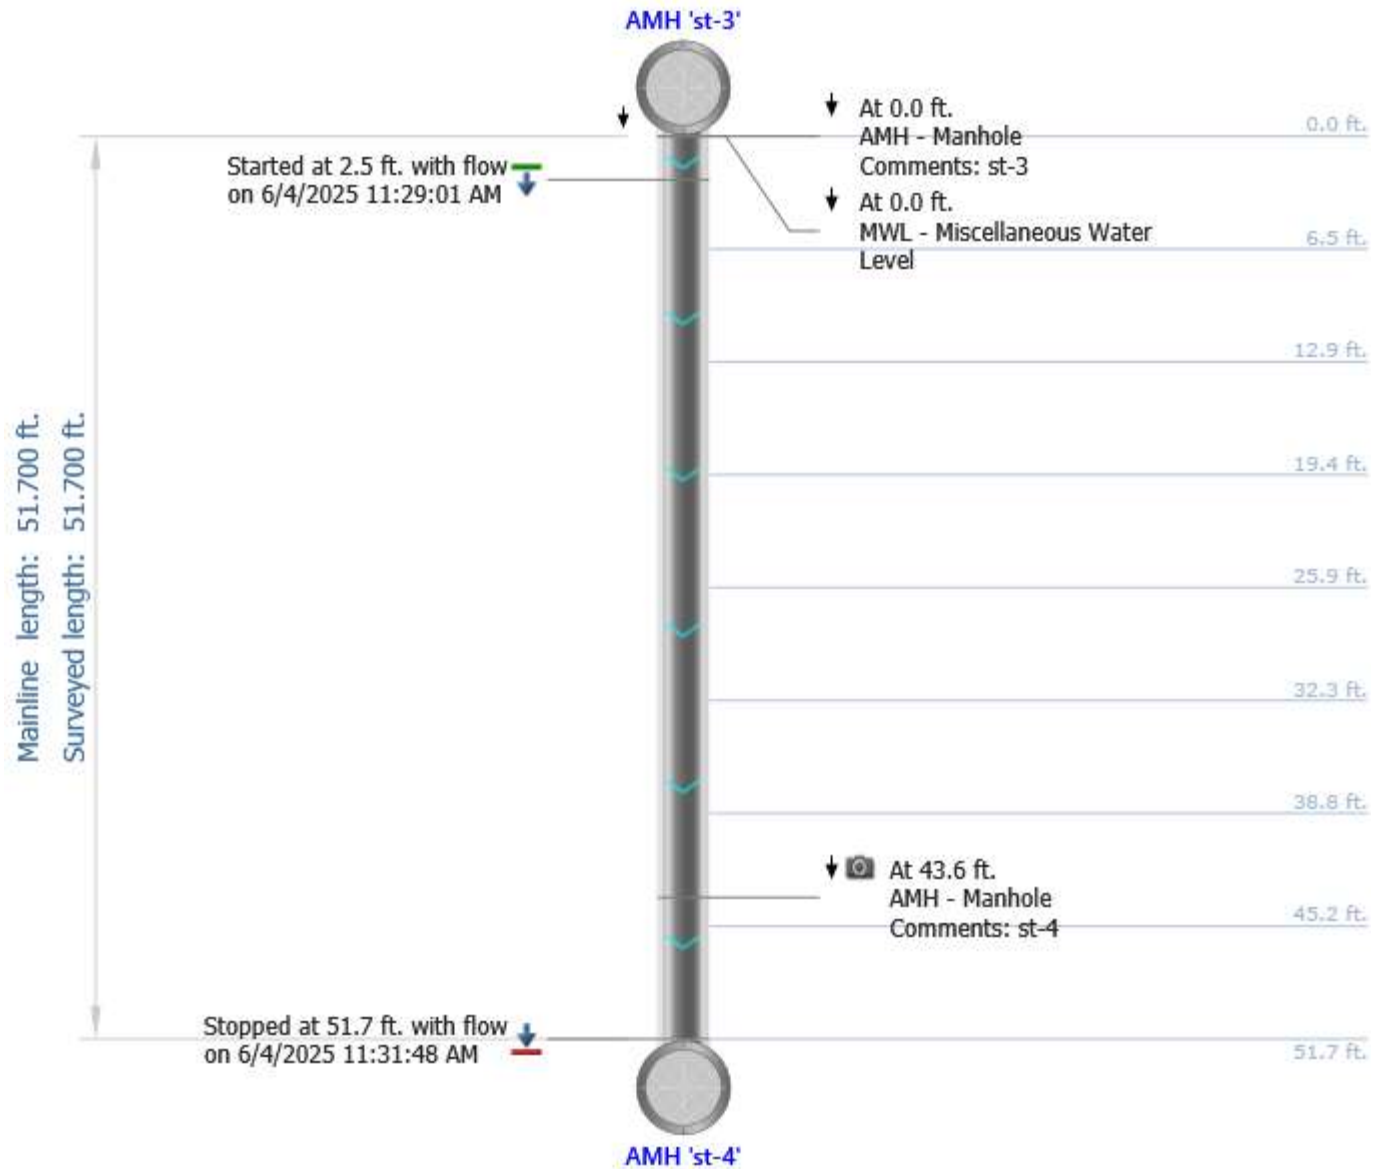 AMH 'st-3'
At 0.0 ft.
AMH - Manhole
Comments: st-3
0.0 ft.
Started at 2.5 ft. with flow
on 6/4/2025 11:29:01 AM
At 0.0 ft.
MWL - Miscellaneous Water
Level
6.5 ft.
12.9 ft.
19.4 ft.
25.9 ft.
32.3 ft.
38.8 ft.
Mainline length: 51.700 ft.
Surveyed length: 51.700 ft.
At 43.6 ft.
AMH - Manhole
Comments: st-4
45.2 ft.
Stopped at 51.7 ft. with flow
on 6/4/2025 11:31:48 AM
51.7 ft.
AMH 'st-4'